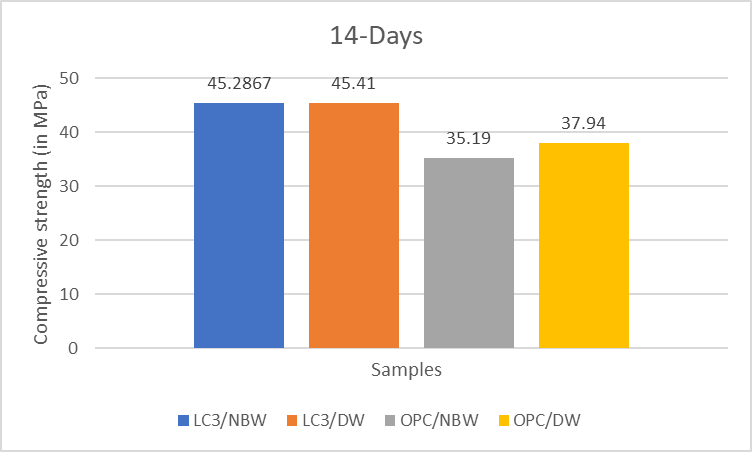 14-Days
45.2867
45.41
35.19
37.94
Compressive strength (in MPa)
50
40
30
20
10
0
Samples
LC3/NBW LC3/DW OPC/NBW OPC/DW